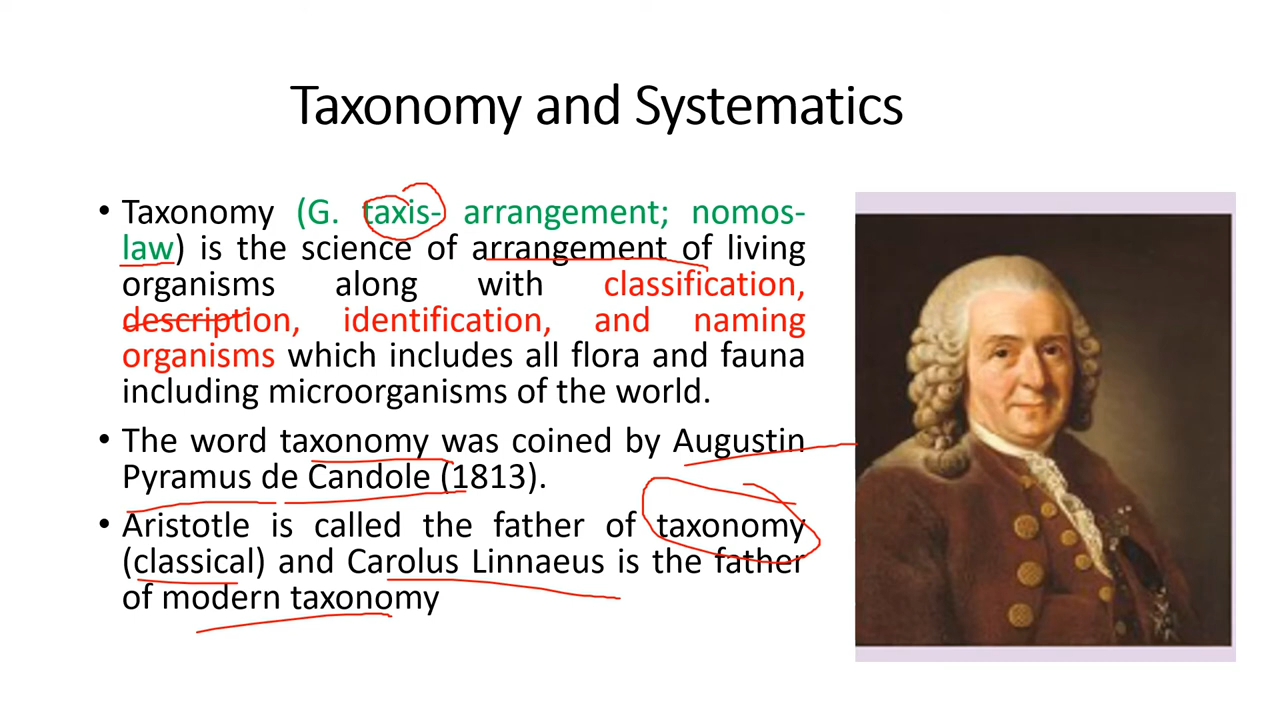 Taxonomy and Systematics
• Taxonomy (G. taxis- arrangement; nomos-
law) is the science of arrangement of living
organisms along with classification,
description, identification, and naming
organisms which includes all flora and fauna
including microorganisms of the world.
• The word taxonomy was coined by Augustin
Pyramus de Candole (1813).
• Aristotle is called the father of taxonomy
(classical) and Carolus Linnaeus is the father
of modern taxonomy